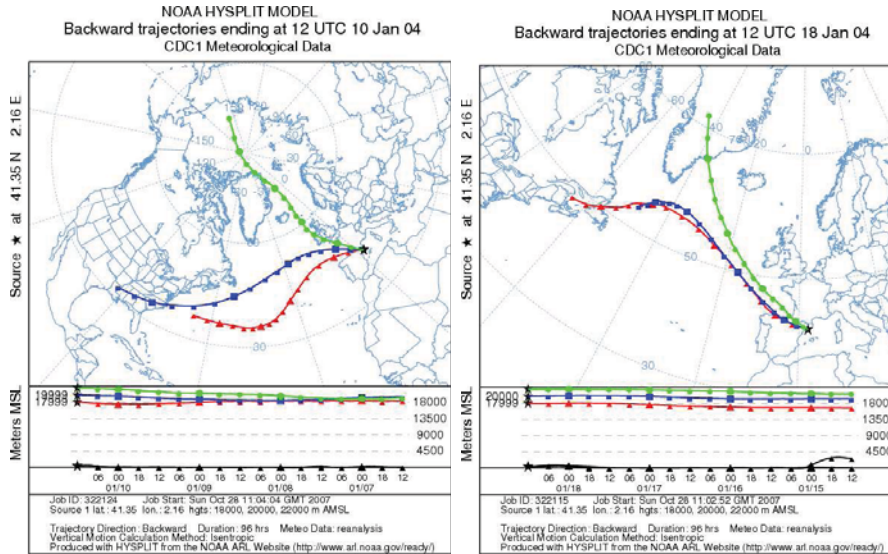 NOAA HYSPLIT MODEL
Backward trajectories ending at 12 UTC 10 Jan 04
CDC1 Meteorological Data
Source ★ at 41.35 N 2.16 E
-150
-120
30
30
Meters MSL
17999
18000
13500
9000
4500
06 00 18 12 06 00 18 12 06 00 18 12 06 00 18 12
01/10 01/09 01/08 01/07
Job ID: 322124 Job Start: Sun Oct 28 11:04:04 GMT 2007
Source 1 lat.: 41.35 lon.: 2.16 hgts: 18000, 20000, 22000 m AMSL
Trajectory Direction: Backward Duration: 96 hrs Meteo Data: reanalysis
Vertical Motion Calculation Method: Isentropic
Produced with HYSPLIT from the NOAA ARL Website (http://www.arl.noaa.gov/ready/)
NOAA HYSPLIT MODEL
Backward trajectories ending at 12 UTC 18 Jan 04
CDC1 Meteorological Data
Source ★ at 41.35 N 2.16 E
-80
-60
40
70
20
0
50
30
Meters MSL
20000
17999
13500
9000
4500
06 00 18 12 06 00 18 12 06 00 18 12 06 00 18 12
01/18 01/17 01/16 01/15
Job ID: 322115 Job Start: Sun Oct 28 11:02:52 GMT 2007
Source 1 lat.: 41.35 lon.: 2.16 hgts: 18000, 20000, 22000 m AMSL
Trajectory Direction: Backward Duration: 96 hrs Meteo Data: reanalysis
Vertical Motion Calculation Method: Isentropic
Produced with HYSPLIT from the NOAA ARL Website (http://www.arl.noaa.gov/ready/)